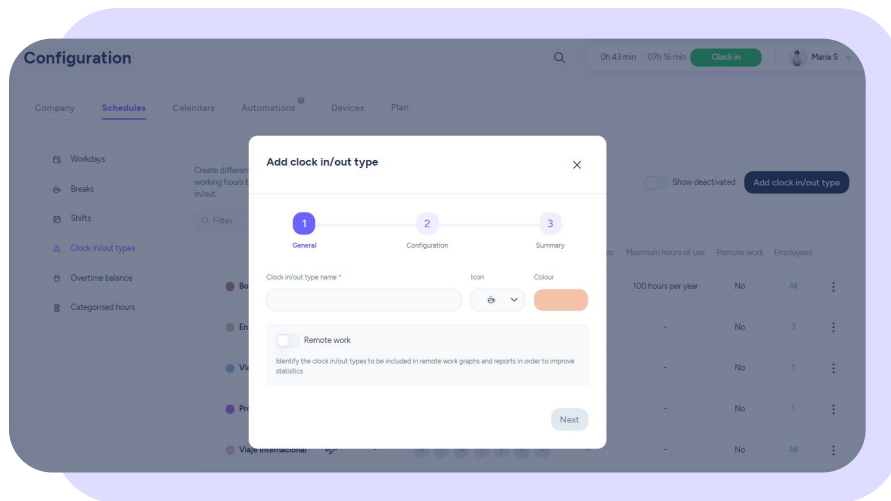 Configuration
0h 43 min
07h 16 min
Clock in
Maria S
Company
Schedules
Calendars
Automations
Devices
Plan
Workdays
Breaks
Shifts
Clock in/out types
Overtime balance
Categorised hours
Create differen
working hours b
in/out.
Show deactivated
Add clock in/out type
Filter
Maximum hours of use
Remote work
Employees
Bo
100 hours per year
No
All
En
-
No
3
Via
-
No
1
Pro
-
No
1
Viaje Internacional
-
-
-
No
All
Add clock in/out type
1
2
3
General
Configuration
Summary
Clock in/out type name *
Icon
Colour
Remote work
Identify the clock in/out types to be included in remote work graphs and reports in order to improve
statistics
Next